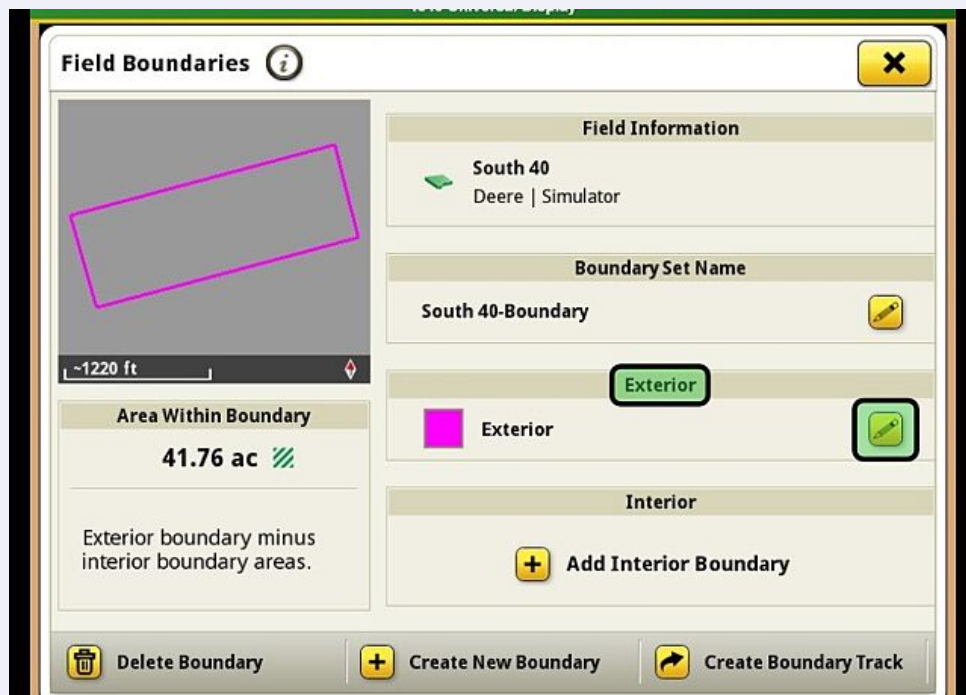 Field Boundaries i
Field Information
South 40
Deere | Simulator
Boundary Set Name
South 40-Boundary
~1220 ft
Exterior
Area Within Boundary
Exterior
41.76 ac
Interior
Exterior boundary minus
interior boundary areas.
Add Interior Boundary
Delete Boundary
Create New Boundary
Create Boundary Track